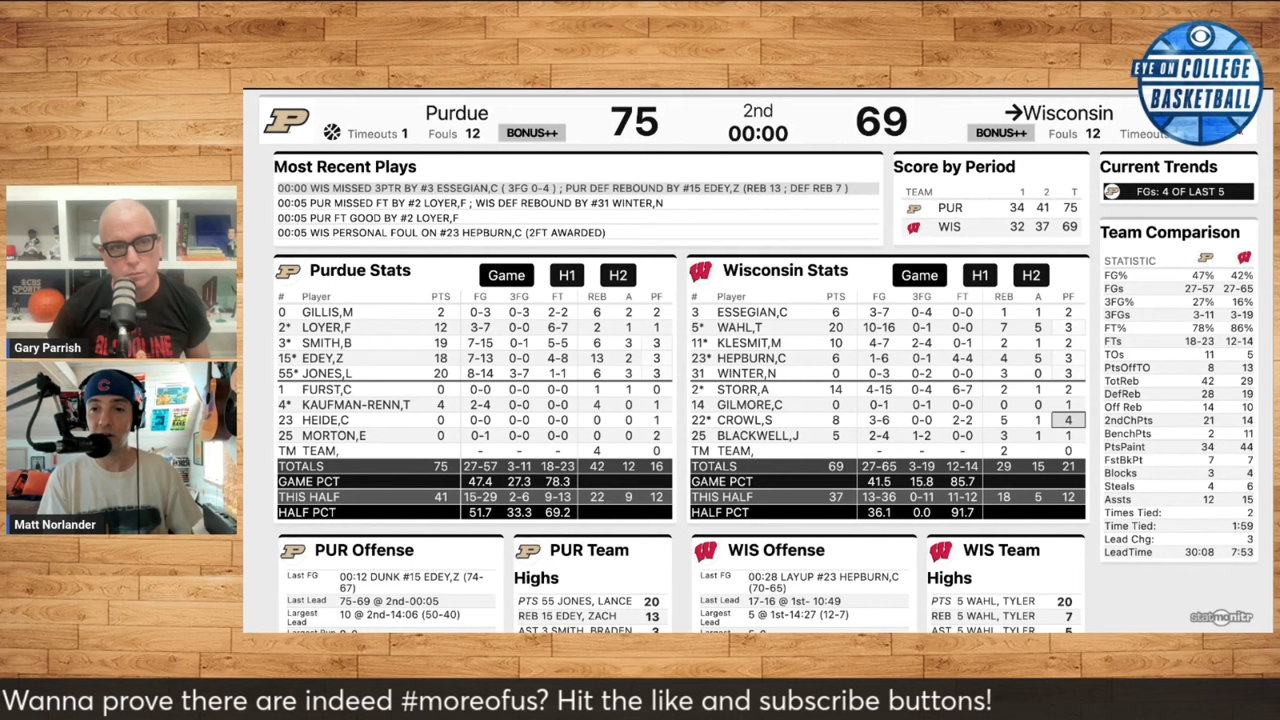 EYE ON COLLEGE
BASKETBALL
P Purdue 75 2nd 69 →Wisconsin
Timeouts 1 Fouls 12 BONUS++ 00:00 BONUS++ Fouls 12 Timeouts
Most Recent Plays
00:00 WIS MISSED 3PTR BY #3 ESSEGIAN,C ( 3FG 0-4 ) ; PUR DEF REBOUND BY #15 EDEY,Z (REB 13 ; DEF REB 7 )
00:05 PUR MISSED FT BY #2 LOYER,F ; WIS DEF REBOUND BY #31 WINTER,N
00:05 PUR FT GOOD BY #2 LOYER,F
00:05 WIS PERSONAL FOUL ON #23 HEPBURN,C (2FT AWARDED)
Score by Period
TEAM 1 2 T
PUR 34 41 75
WIS 32 37 69
Current Trends
FGs: 4 OF LAST 5
Purdue Stats Game H1 H2
# Player PTS FG 3FG FT REB A PF
0 GILLIS,M 2 0-3 0-3 2-2 6 2 2
2* LOYER,F 12 3-7 0-0 6-7 2 1 1
3* SMITH,B 19 7-15 0-1 5-5 6 3 3
15* EDEY,Z 18 7-13 0-0 4-8 13 2 3
55* JONES,L 20 8-14 3-7 1-1 6 3 3
1 FURST,C 0 0-0 0-0 0-0 1 1 0
4* KAUFMAN-RENN,T 4 2-4 0-0 0-0 4 0 1
23 HEIDE,C 0 0-0 0-0 0-0 0 0 1
25 MORTON,E 0 0-1 0-0 0-0 0 0 2
TM TEAM, - - - - 4 0
TOTALS 75 27-57 3-11 18-23 42 12 16
GAME PCT 47.4 27.3 78.3
THIS HALF 41 15-29 2-6 9-13 22 9 12
HALF PCT 51.7 33.3 69.2
Wisconsin Stats Game H1 H2
# Player PTS FG 3FG FT REB A PF
3 ESSEGIAN,C 6 3-7 0-4 0-0 1 1 2
5* WAHL,T 20 10-16 0-1 0-0 7 5 3
11* KLESMIT,M 10 4-7 2-4 0-1 2 1 2
23* HEPBURN,C 6 1-6 0-1 4-4 4 5 3
31 WINTER,N 0 0-3 0-2 0-0 3 0 3
2* STORR,A 14 4-15 0-4 6-7 2 1 2
14 GILMORE,C 0 0-1 0-1 0-0 0 0 1
22* CROWL,S 8 3-6 0-0 2-2 5 1 4
25 BLACKWELL,J 5 2-4 1-2 0-0 3 1 1
TM TEAM, - - - - 2 0
TOTALS 69 27-65 3-19 12-14 29 15 21
GAME PCT 41.5 15.8 85.7
THIS HALF 37 13-36 0-11 11-12 18 5 12
HALF PCT 36.1 0.0 91.7
Team Comparison
STATISTIC
FG% 47% 42%
FGs 27-57 27-65
3FG% 27% 16%
3FGs 3-11 3-19
FT% 78% 86%
FTs 18-23 12-14
TOs 11 5
PtsOffTO 8 13
TotReb 42 29
DefReb 28 19
Off Reb 14 10
2ndChPts 21 14
BenchPts 2 11
PtsPaint 34 44
FstBkPt 7 7
Blocks 3 4
Steals 4 6
Assts 12 15
Times Tied: 2
Time Tied: 1:59
Lead Chg: 3
LeadTime 30:08 7:53
PUR Offense
Last FG 00:12 DUNK #15 EDEY,Z (74-
67)
Last Lead 75-69 @ 2nd-00:05
Largest Lead 10 @ 2nd-14:06 (50-40)
PUR Team
Highs
PTS 55 JONES, LANCE 20
REB 15 EDEY, ZACH 13
AST 3 SMITH, BRADEN 3
WIS Offense
Last FG 00:28 LAYUP #23 HEPBURN,C
(70-65)
Last Lead 17-16 @ 1st- 10:49
Largest Lead 5 @ 1st-14:27 (12-7)
WIS Team
Highs
PTS 5 WAHL, TYLER 20
REB 5 WAHL, TYLER 7
AST 5 WAHL, TYLER 5
statmonitr
CBS
SPORTS
BLOODLINE
Gary Parrish
Matt Norlander
Wanna prove there are indeed #moreofus? Hit the like and subscribe buttons!